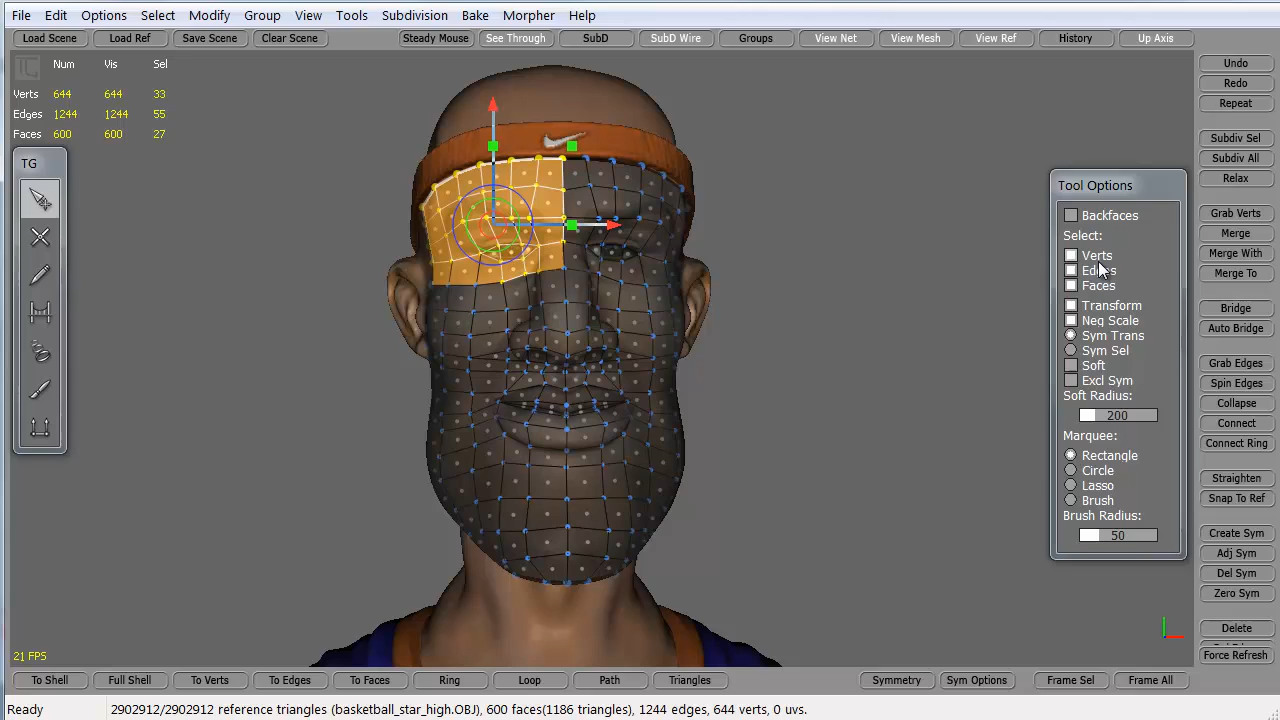 File Edit Options Select Modify Group View Tools Subdivision Bake Morpher Help
Load Scene Load Ref Save Scene Clear Scene Steady Mouse See Through SubD SubD Wire Groups View Net View Mesh View Ref History Up Axis
Num Vis Sel
Verts 644 644 33
Edges 1244 1244 55
Faces 600 600 27
TG
Tool Options
Backfaces
Select:
Verts
Edges
Faces
Transform
Neg Scale
Sym Trans
Sym Sel
Soft
Excl Sym
Soft Radius:
200
Marquee:
Rectangle
Circle
Lasso
Brush
Brush Radius:
50
Undo
Redo
Repeat
Subdiv Sel
Subdiv All
Relax
Grab Verts
Merge
Merge With
Merge To
Bridge
Auto Bridge
Grab Edges
Spin Edges
Collapse
Connect
Connect Ring
Straighten
Snap To Ref
Create Sym
Adj Sym
Del Sym
Zero Sym
Delete
Force Refresh
21 FPS
To Shell Full Shell To Verts To Edges To Faces Ring Loop Path Triangles Symmetry Sym Options Frame Sel Frame All
Ready 2902912/2902912 reference triangles (basketball_star_high.OBJ), 600 faces(1186 triangles), 1244 edges, 644 verts, 0 uvs.